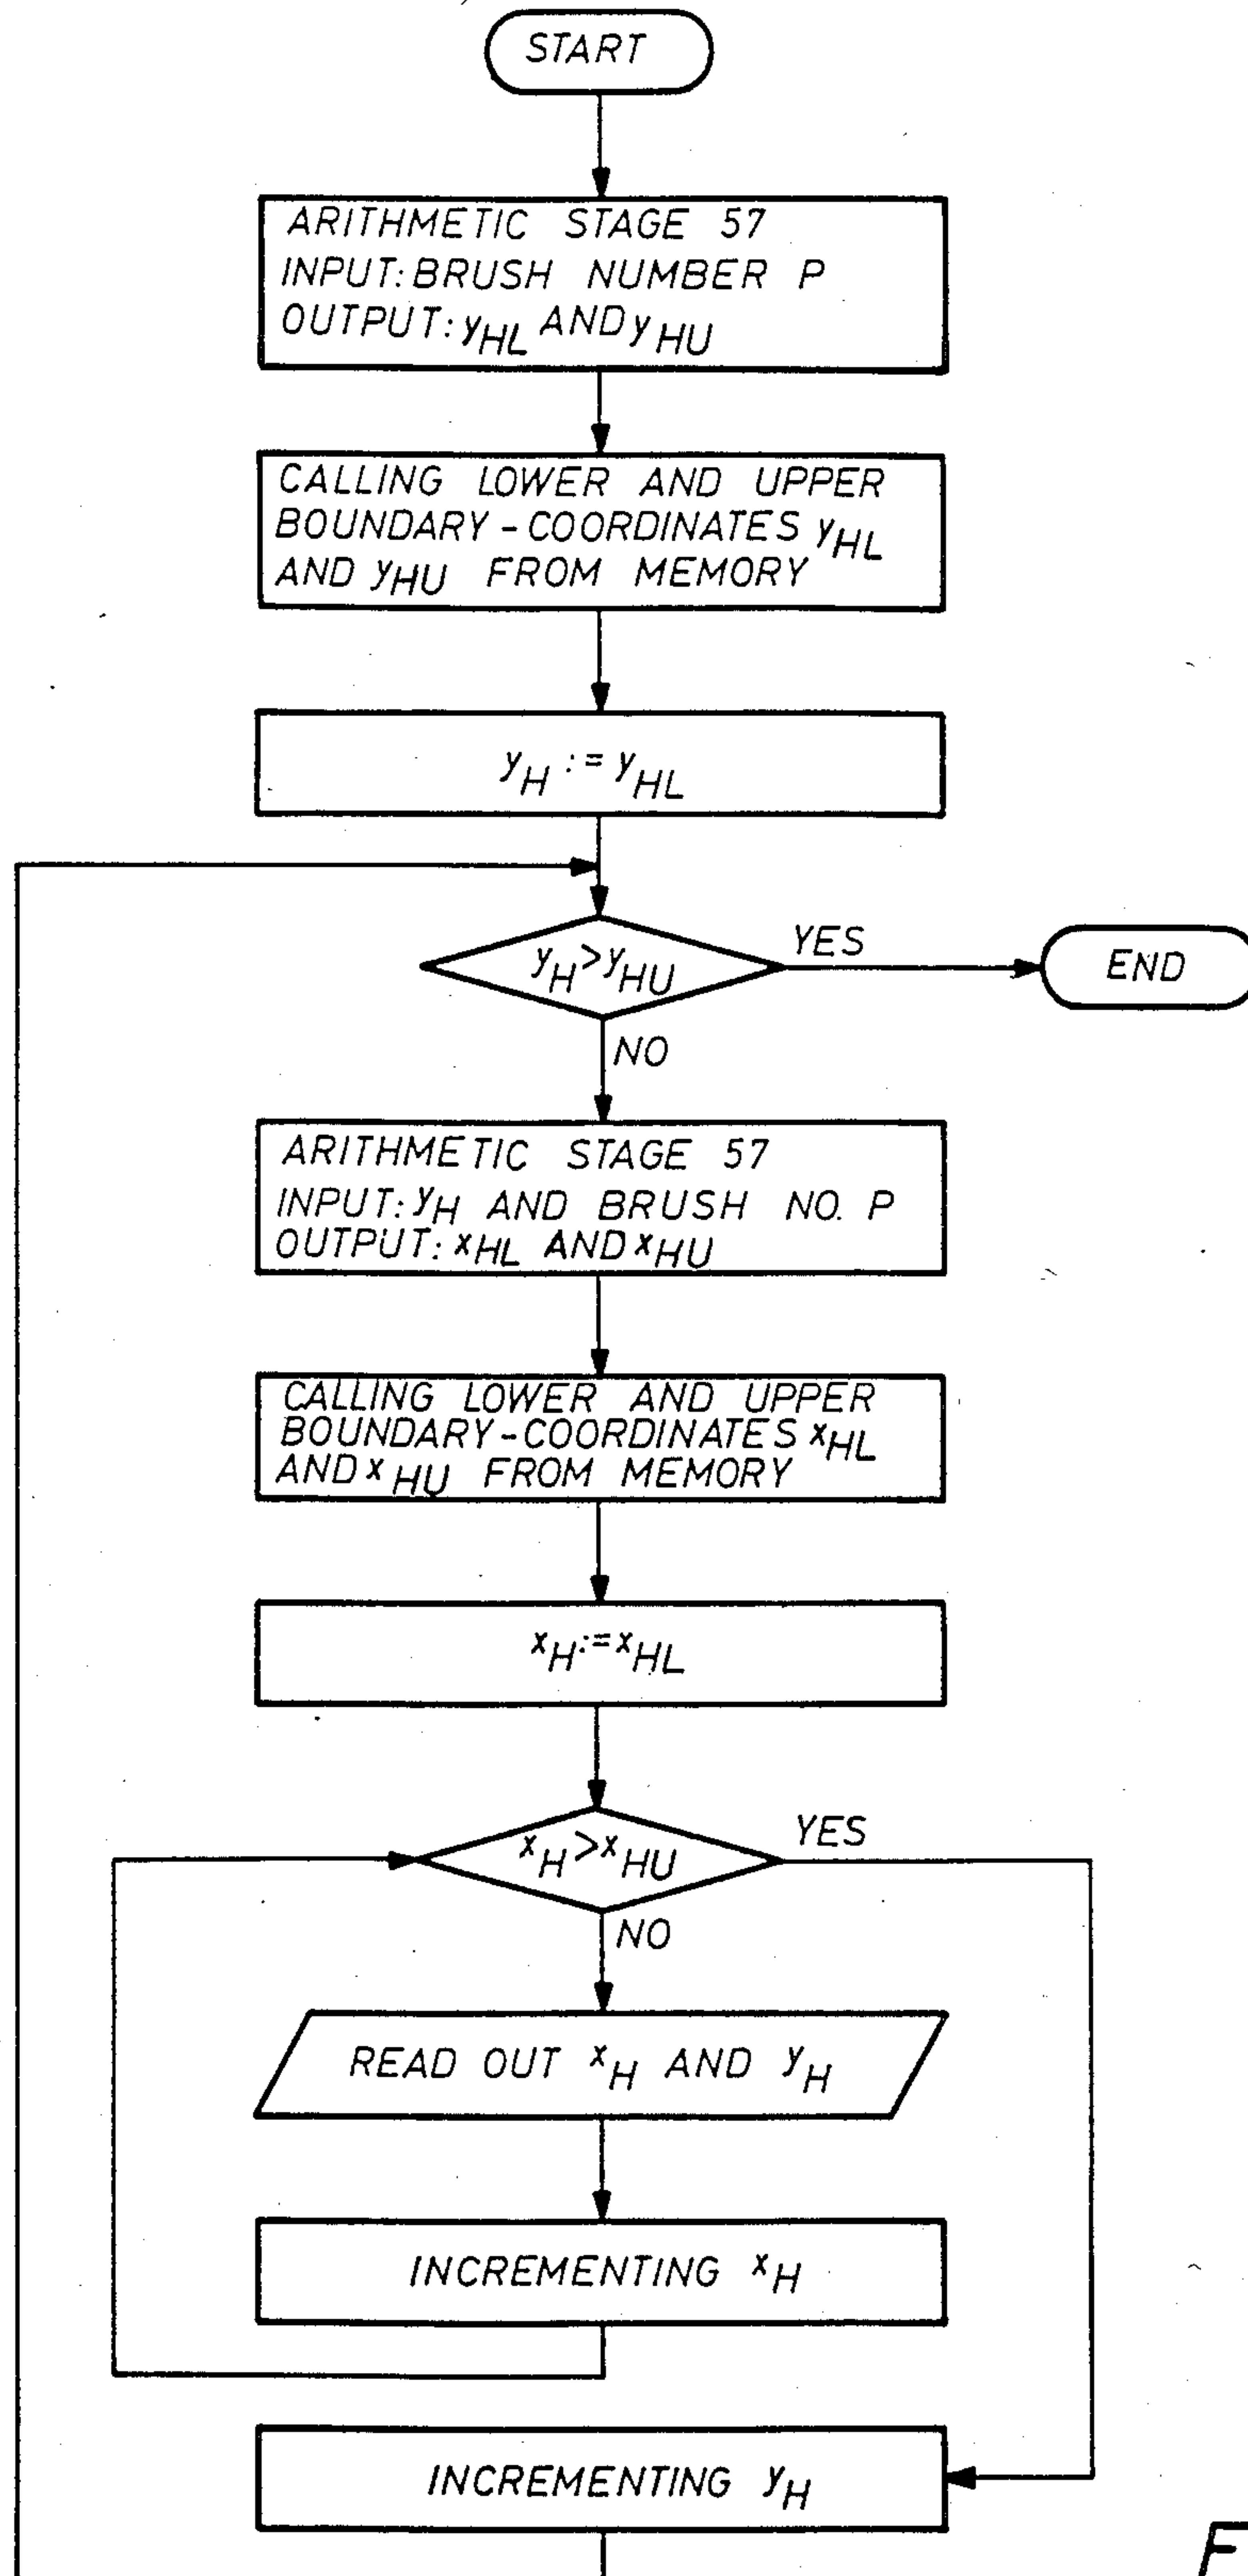 START
ARITHMETIC STAGE 57
INPUT: BRUSH NUMBER P
OUTPUT: yHL AND yHU
CALLING LOWER AND UPPER
BOUNDARY-COORDINATES yHL
AND yHU FROM MEMORY
yH := yHL
yH > yHU
YES
END
NO
ARITHMETIC STAGE 57
INPUT: yH AND BRUSH NO. P
OUTPUT: xHL AND xHU
CALLING LOWER AND UPPER
BOUNDARY-COORDINATES xHL
AND xHU FROM MEMORY
xH := xHL
xH > xHU
YES
NO
READ OUT xH AND yH
INCREMENTING xH
INCREMENTING yH